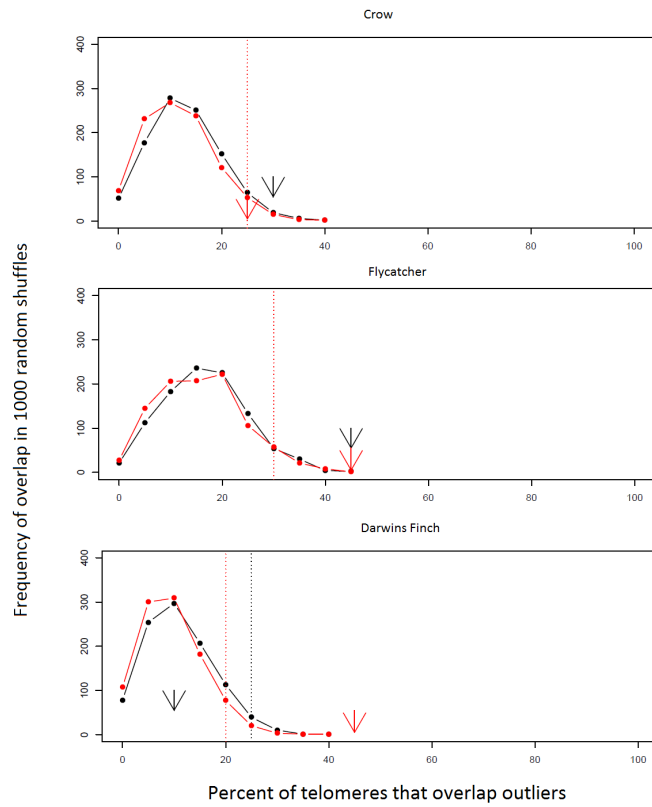 Crow
400
300
200
100
0
0 20 40 60 80 100
Flycatcher
400
300
200
100
0
0 20 40 60 80 100
Darwins Finch
400
300
200
100
0
0 20 40 60 80 100
Frequency of overlap in 1000 random shuffles
Percent of telomeres that overlap outliers